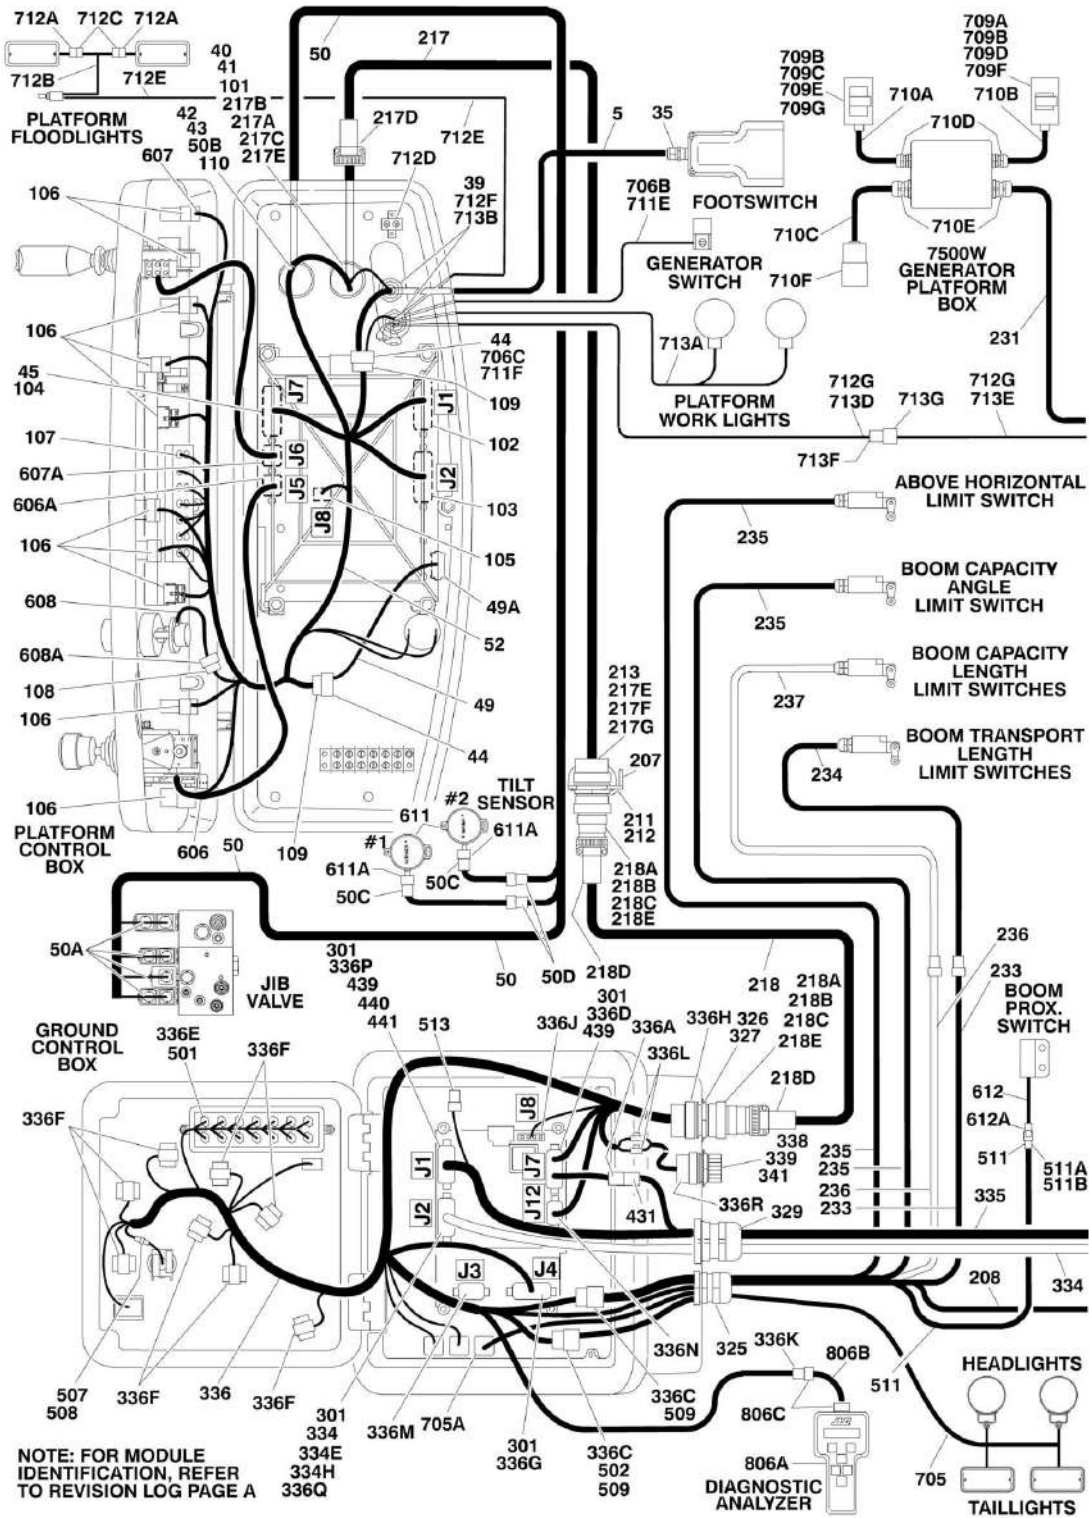 712A
712C
712A
712B
712E
PLATFORM
FLOODLIGHTS
40
41
101
217B
217A
217C
217E
42
43
50B
110
607
50
217
217D
712E
712D
39
712F
713B
5
35
FOOTSWITCH
706B
711E
GENERATOR
SWITCH
709B
709C
709E
709G
709A
709B
709D
709F
710A
710B
710D
710E
710C
710F
7500W
GENERATOR
PLATFORM
BOX
231
106
106
45
104
107
607A
606A
106
608
608A
108
106
106
PLATFORM
CONTROL
BOX
606
109
J7
J1
J6
J5
J2
J8
44
706C
711F
109
102
103
105
49A
52
49
44
713A
PLATFORM
WORK LIGHTS
712G
713D
713G
712G
713E
713F
ABOVE HORIZONTAL
LIMIT SWITCH
235
BOOM CAPACITY
ANGLE
LIMIT SWITCH
235
BOOM CAPACITY
LENGTH
LIMIT SWITCHES
237
BOOM TRANSPORT
LENGTH
LIMIT SWITCHES
234
213
217E
217F
217G
207
211
212
218A
218B
218C
218E
TILT
SENSOR
#2
#1
611
611A
611A
50C
50C
50
50A
JIB
VALVE
50
50D
218D
218
236
233
BOOM
PROX.
SWITCH
GROUND
CONTROL
BOX
336E
501
336F
336F
301
336P
439
440
441
513
336J
301
336D
439
336A
336L
336H
326
327
218A
218B
218C
218E
218D
338
339
341
336R
329
431
J8
J1
J7
J2
J12
J3
J4
612
612A
511
511A
511B
235
235
236
233
335
334
208
511
325
336N
336K
806B
806C
806A
JLG
DIAGNOSTIC
ANALYZER
HEADLIGHTS
705
TAILLIGHTS
507
508
336F
336
336F
301
334
334E
334H
336Q
336M
705A
301
336G
336C
502
509
336C
509
NOTE: FOR MODULE
IDENTIFICATION, REFER
TO REVISION LOG PAGE A